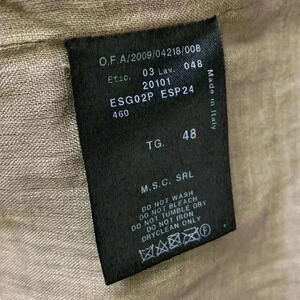 O.F A/2009/04218/008
Etic. 03 Lav. 048
20101
ESG02P ESP24
460
Made in Italy
TG. 48
M.S.C. SRL
DO NOT WASH
DO NOT BLEACH
DO NOT TUMBLE DRY
DO NOT IRON
DRYCLEAN ONLY